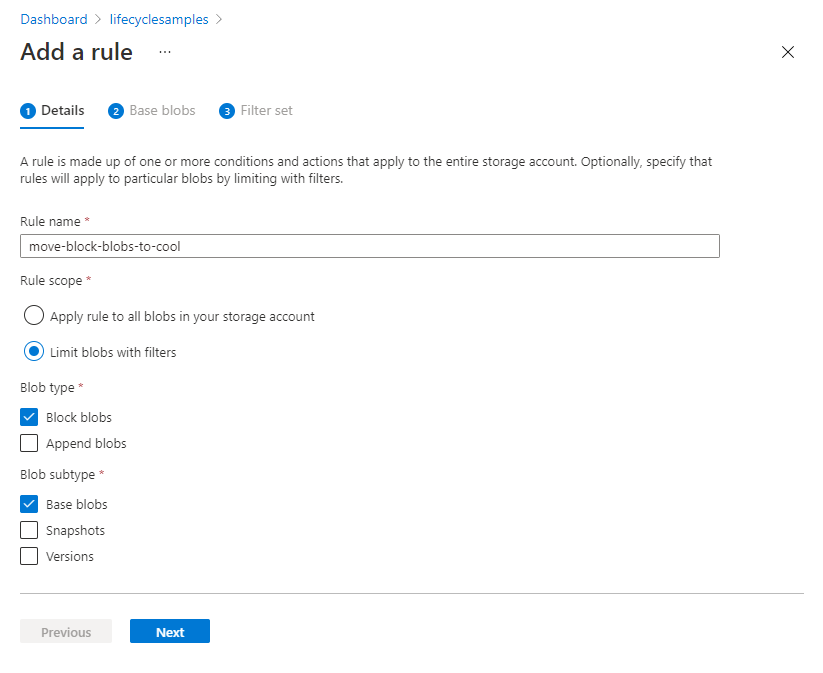 Dashboard > lifecyclesamples >
Add a rule ...
1 Details 2 Base blobs 3 Filter set
A rule is made up of one or more conditions and actions that apply to the entire storage account. Optionally, specify that
rules will apply to particular blobs by limiting with filters.
Rule name *
move-block-blobs-to-cool
Rule scope *
Apply rule to all blobs in your storage account
Limit blobs with filters
Blob type *
Block blobs
Append blobs
Blob subtype *
Base blobs
Snapshots
Versions
Previous Next